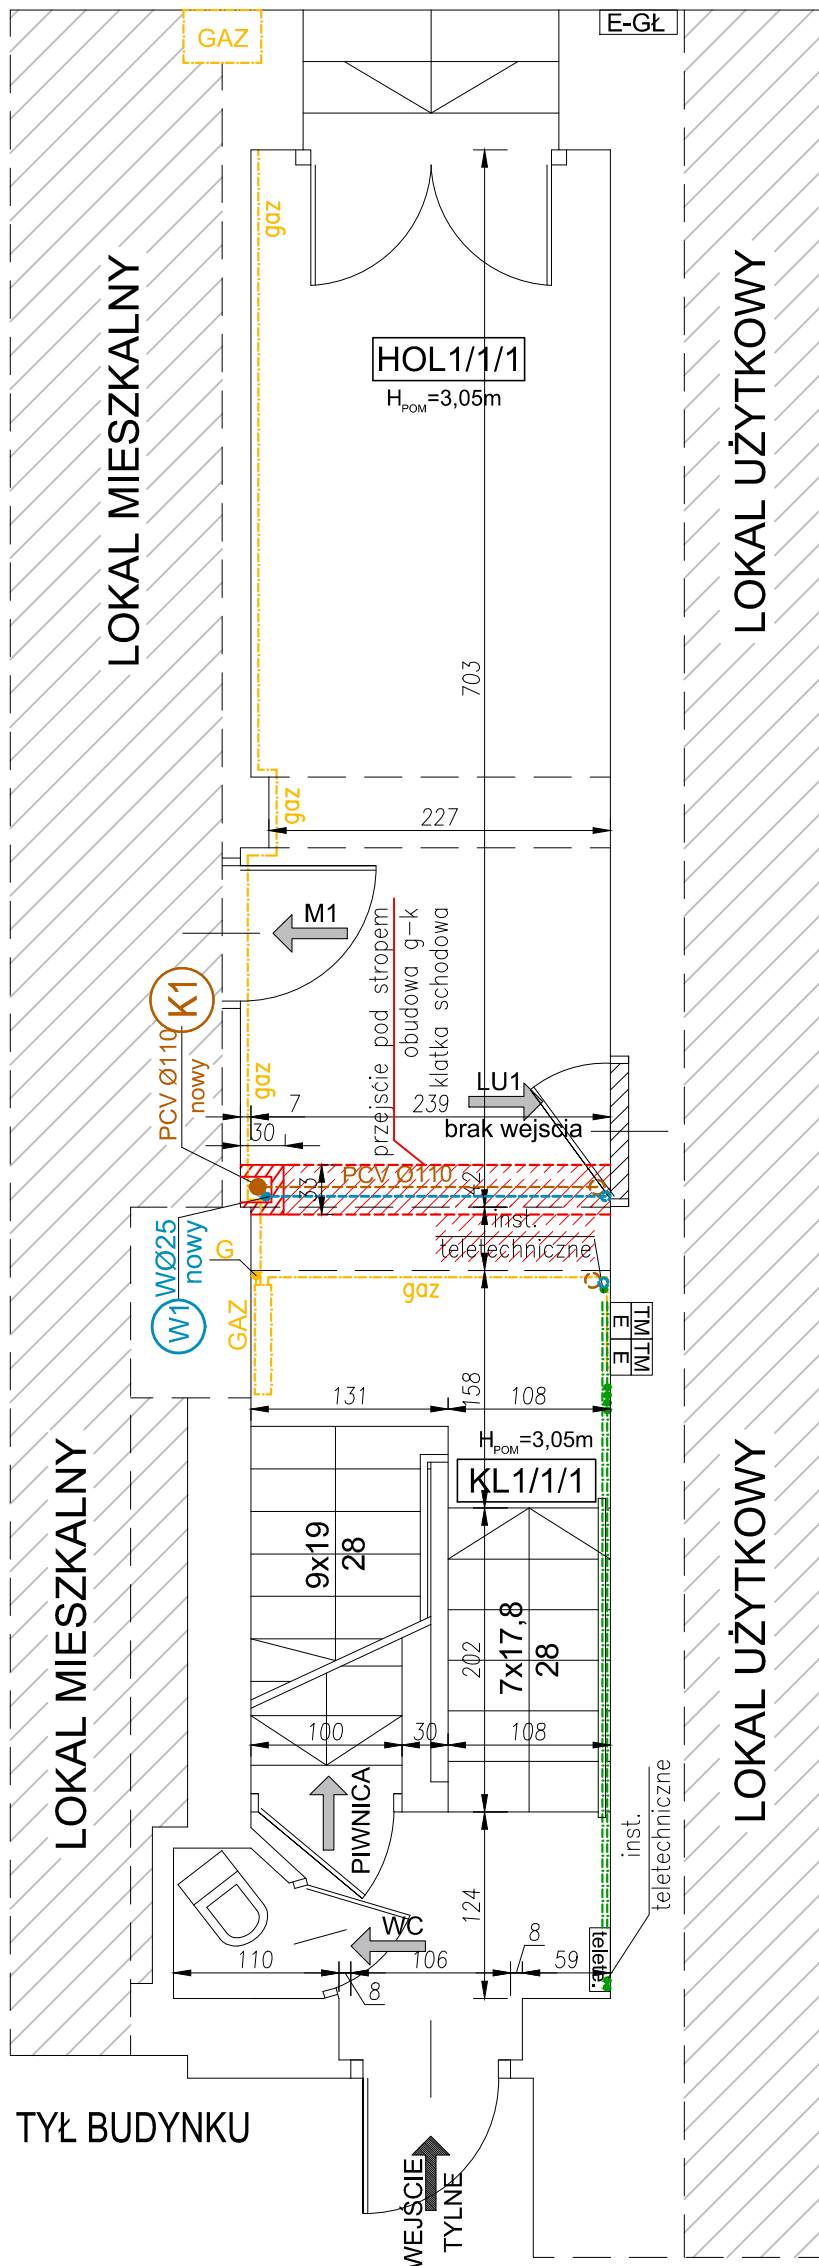 GAZ
E-GŁ
gaz
LOKAL MIESZKALNY
LOKAL UŻYTKOWY
HOL1/1/1
HPOM=3,05m
703
gaz
227
M1
K1
PCV Ø110
nowy
przejście pod stropem
obudowa g-k
klatka schodowa
gaz
LU1
brak wejścia
7
239
30
PCV Ø110
33
42
inst.
teletechniczne
W1
WØ25
nowy
G
GAZ
gaz
TM
TM
E
E
131
158
108
HPOM=3,05m
KL1/1/1
LOKAL MIESZKALNY
LOKAL UŻYTKOWY
9x19
28
7x17,8
28
202
100
30
108
PIWNICA
inst.
teletechniczne
124
WC
telete.
110
8
106
8
59
TYŁ BUDYNKU
WEJŚCIE
TYLNE